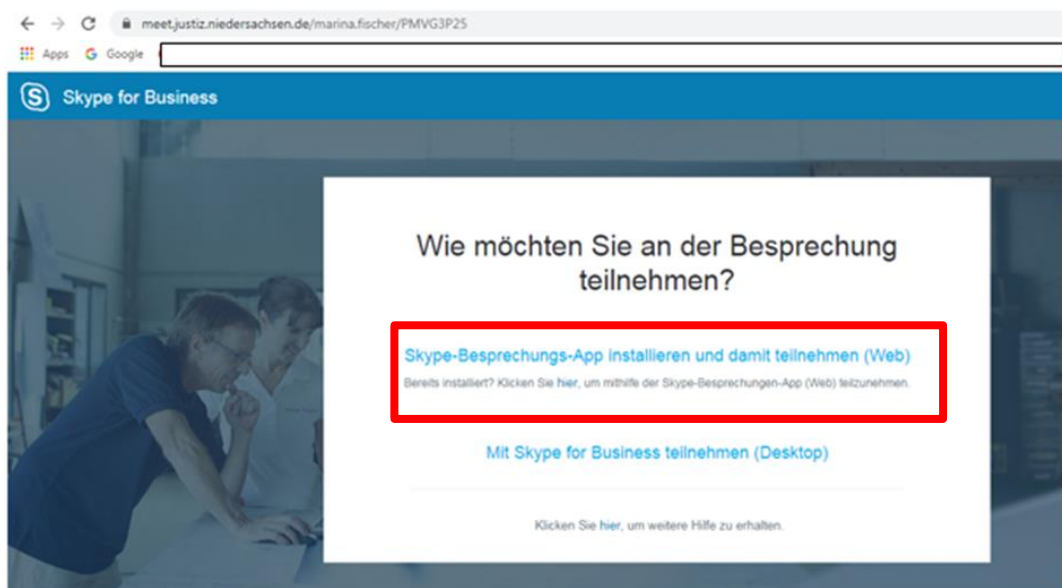 meet.justiz.niedersachsen.de/marina.fischer/PMVG3P25
Apps Google
Skype for Business
Wie möchten Sie an der Besprechung
teilnehmen?
Skype-Besprechungs-App installieren und damit teilnehmen (Web)
Bereits installiert? Klicken Sie hier, um mithilfe der Skype-Besprechungen-App (Web) teilzunehmen.
Mit Skype for Business teilnehmen (Desktop)
Klicken Sie hier, um weitere Hilfe zu erhalten.